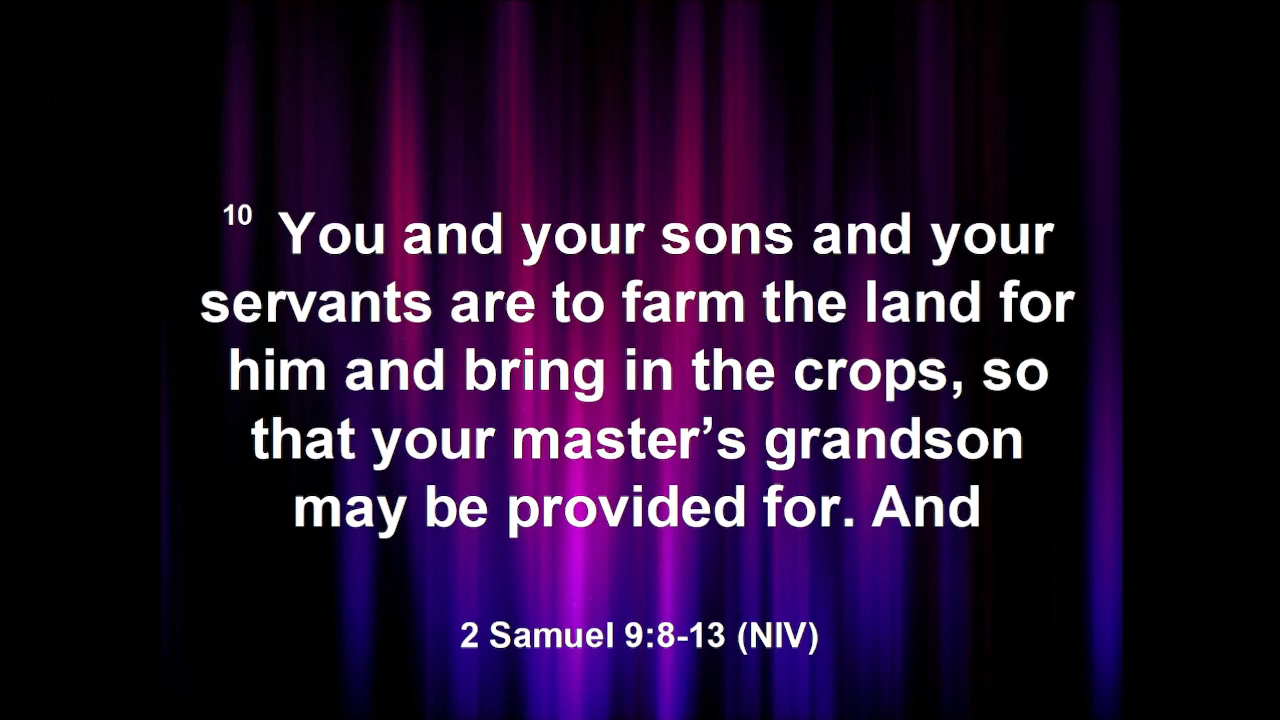 10 You and your sons and your
servants are to farm the land for
him and bring in the crops, so
that your master’s grandson
may be provided for. And
2 Samuel 9:8-13 (NIV)